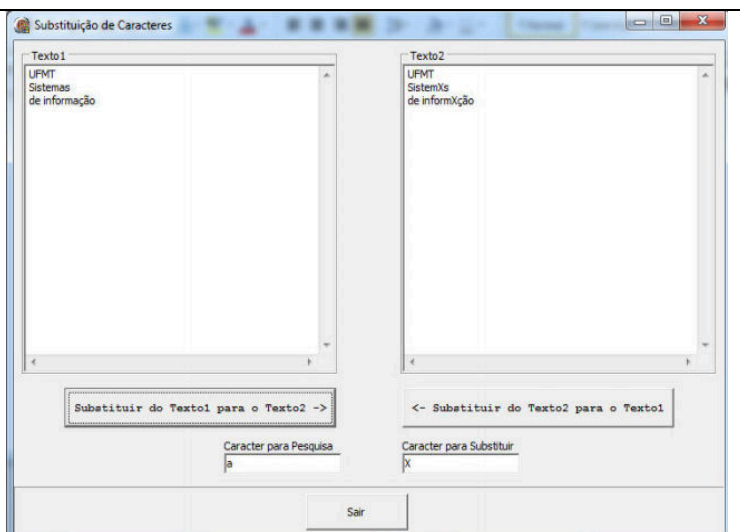 Substituição de Caracteres
Texto1
UFMT
Sistemas
de informação
Texto2
UFMT
SistemXs
de informXção
Substituir do Texto1 para o Texto2 ->
<- Substituir do Texto2 para o Texto1
Caracter para Pesquisa
a
Caracter para Substituir
X
Sair